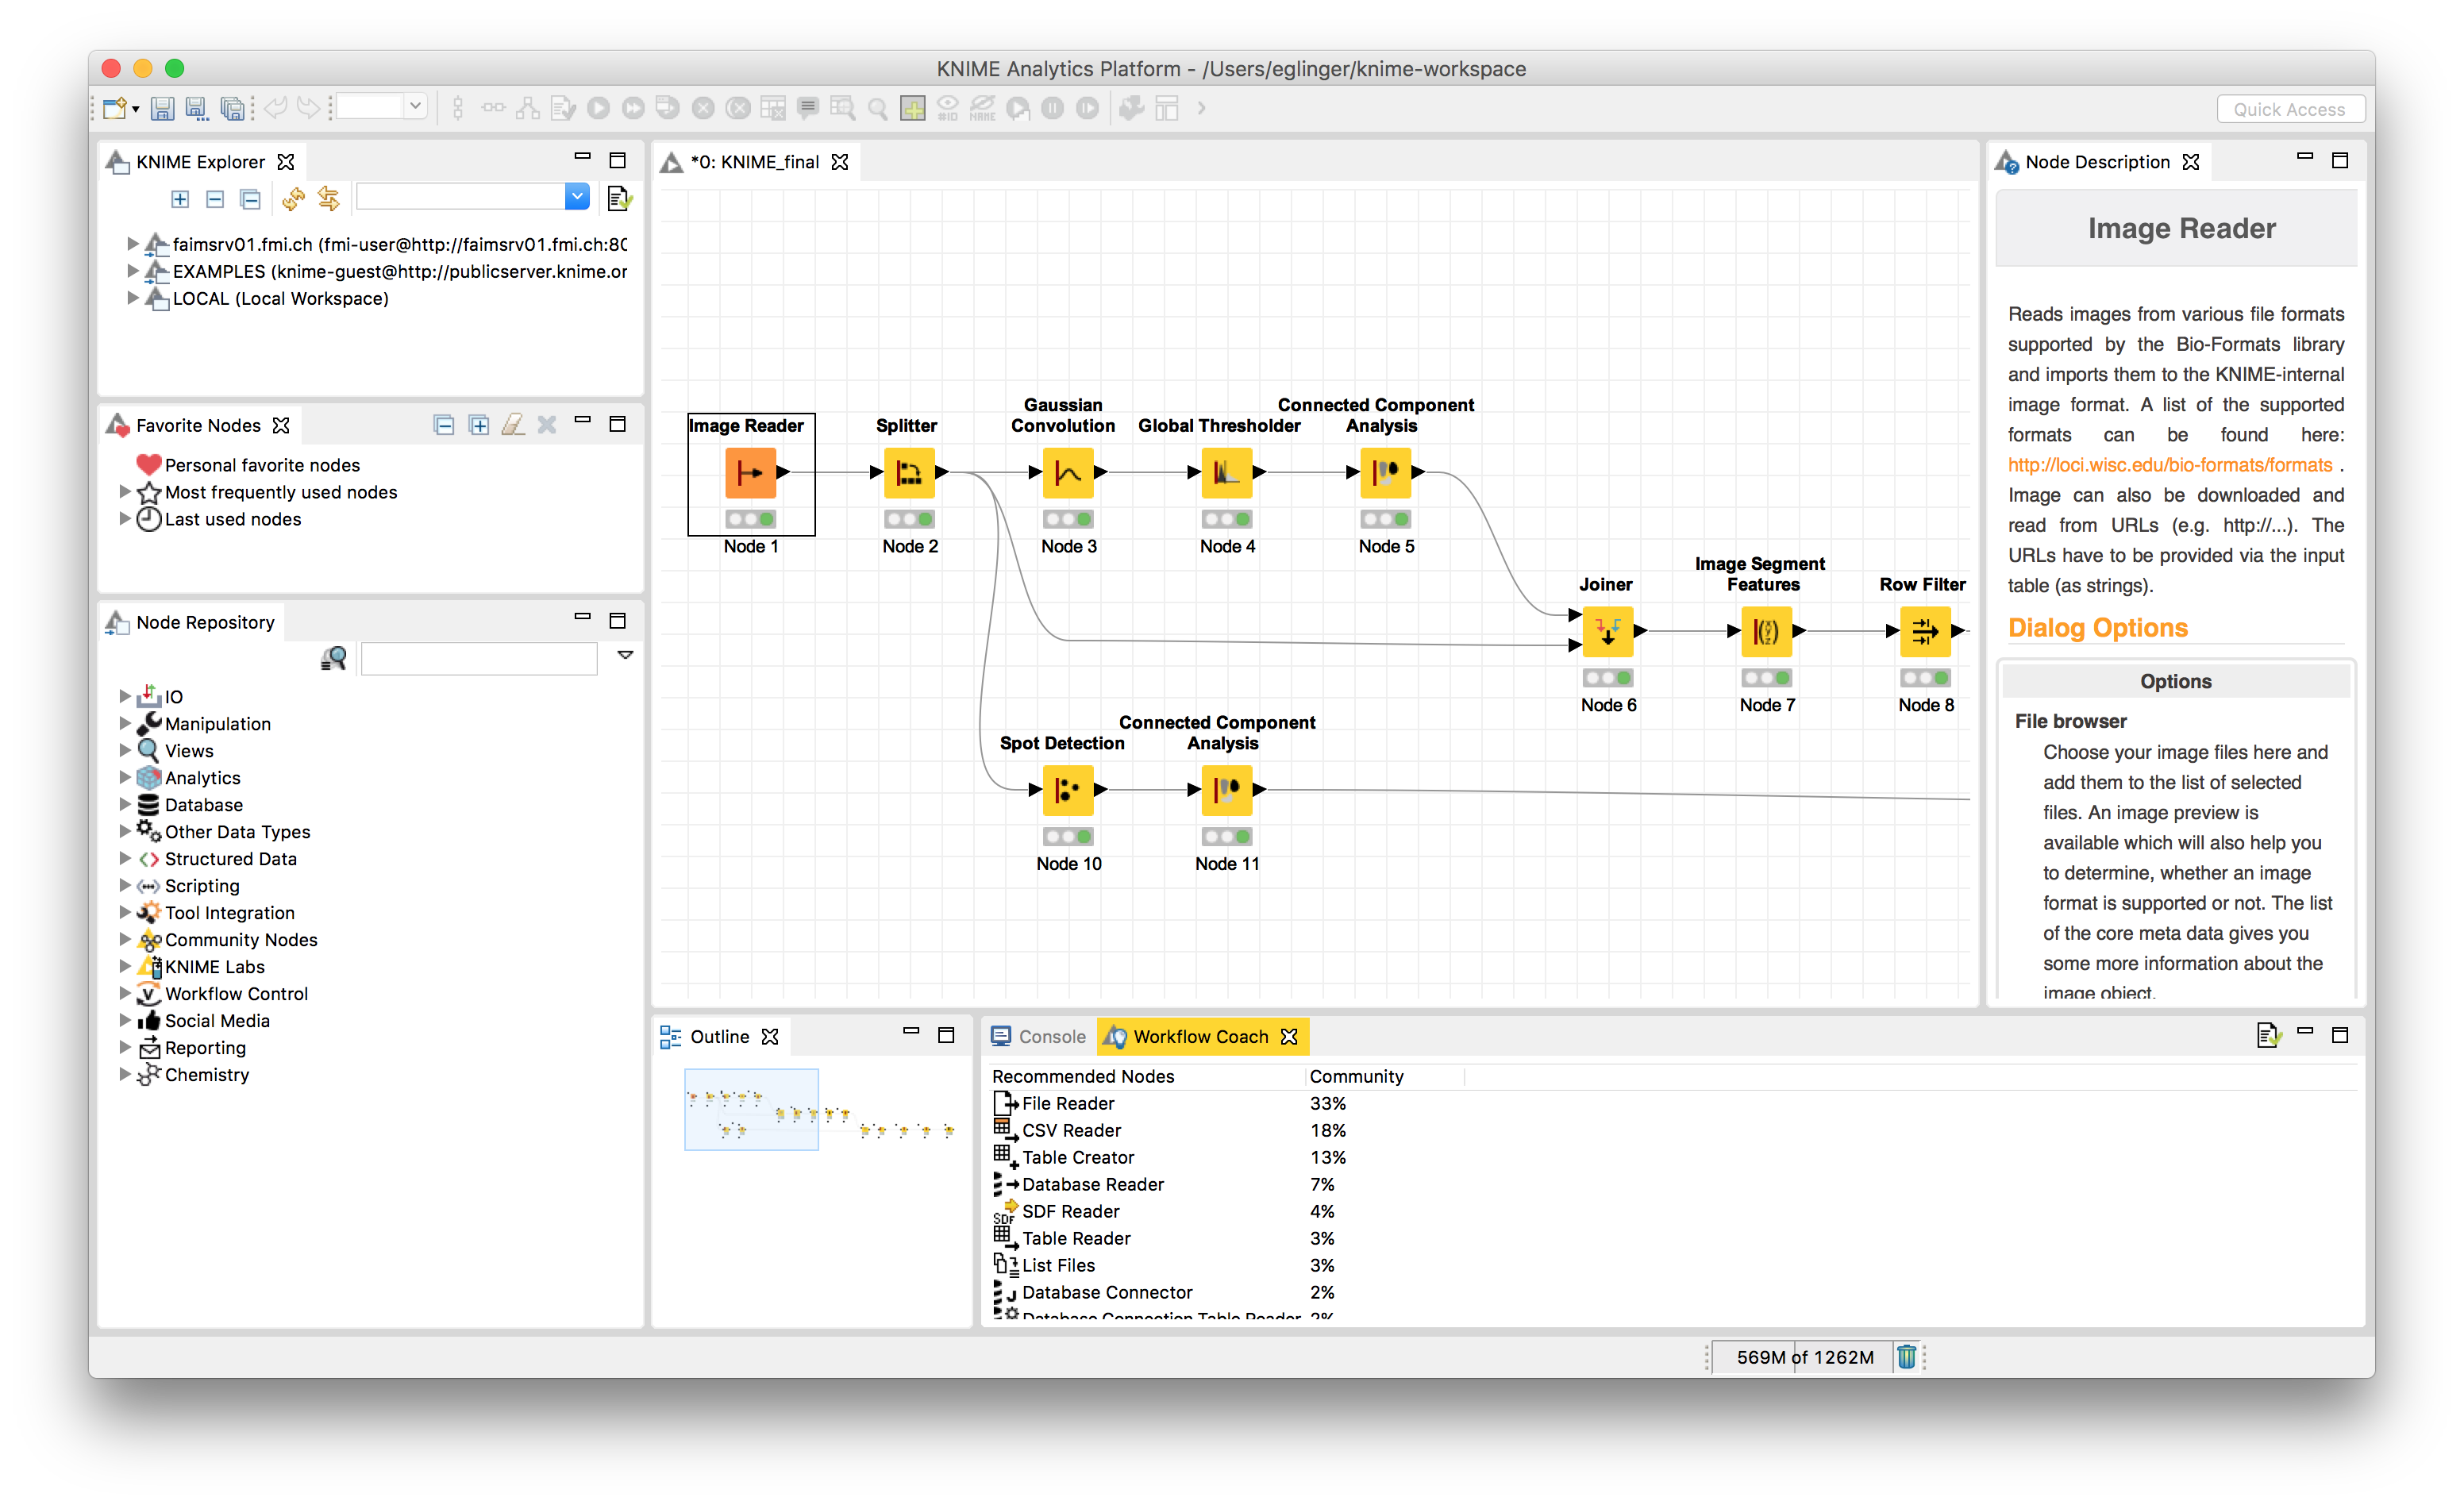 KNIME Analytics Platform - /Users/eglinger/knime-workspace
Quick Access
KNIME Explorer
faimsrv01.fmi.ch (fmi-user@http://faimsrv01.fmi.ch:80
EXAMPLES (knime-guest@http://publicserver.knime.or
LOCAL (Local Workspace)
Favorite Nodes
Personal favorite nodes
Most frequently used nodes
Last used nodes
Node Repository
IO
Manipulation
Views
Analytics
Database
Other Data Types
Structured Data
Scripting
Tool Integration
Community Nodes
KNIME Labs
Workflow Control
Social Media
Reporting
Chemistry
*0: KNIME_final
Image Reader
Node 1
Splitter
Node 2
Gaussian
Convolution
Node 3
Global Thresholder
Node 4
Connected Component
Analysis
Node 5
Joiner
Node 6
Image Segment
Features
Node 7
Row Filter
Node 8
Spot Detection
Node 10
Connected Component
Analysis
Node 11
Outline
Console
Workflow Coach
Recommended Nodes Community
File Reader 33%
CSV Reader 18%
Table Creator 13%
Database Reader 7%
SDF Reader 4%
Table Reader 3%
List Files 3%
Database Connector 2%
Database Connection Table Reader 2%
Node Description
Image Reader
Reads images from various file formats
supported by the Bio-Formats library
and imports them to the KNIME-internal
image format. A list of the supported
formats can be found here:
http://loci.wisc.edu/bio-formats/formats .
Image can also be downloaded and
read from URLs (e.g. http://...). The
URLs have to be provided via the input
table (as strings).
Dialog Options
Options
File browser
Choose your image files here and
add them to the list of selected
files. An image preview is
available which will also help you
to determine, whether an image
format is supported or not. The list
of the core meta data gives you
some more information about the
image object.
569M of 1262M